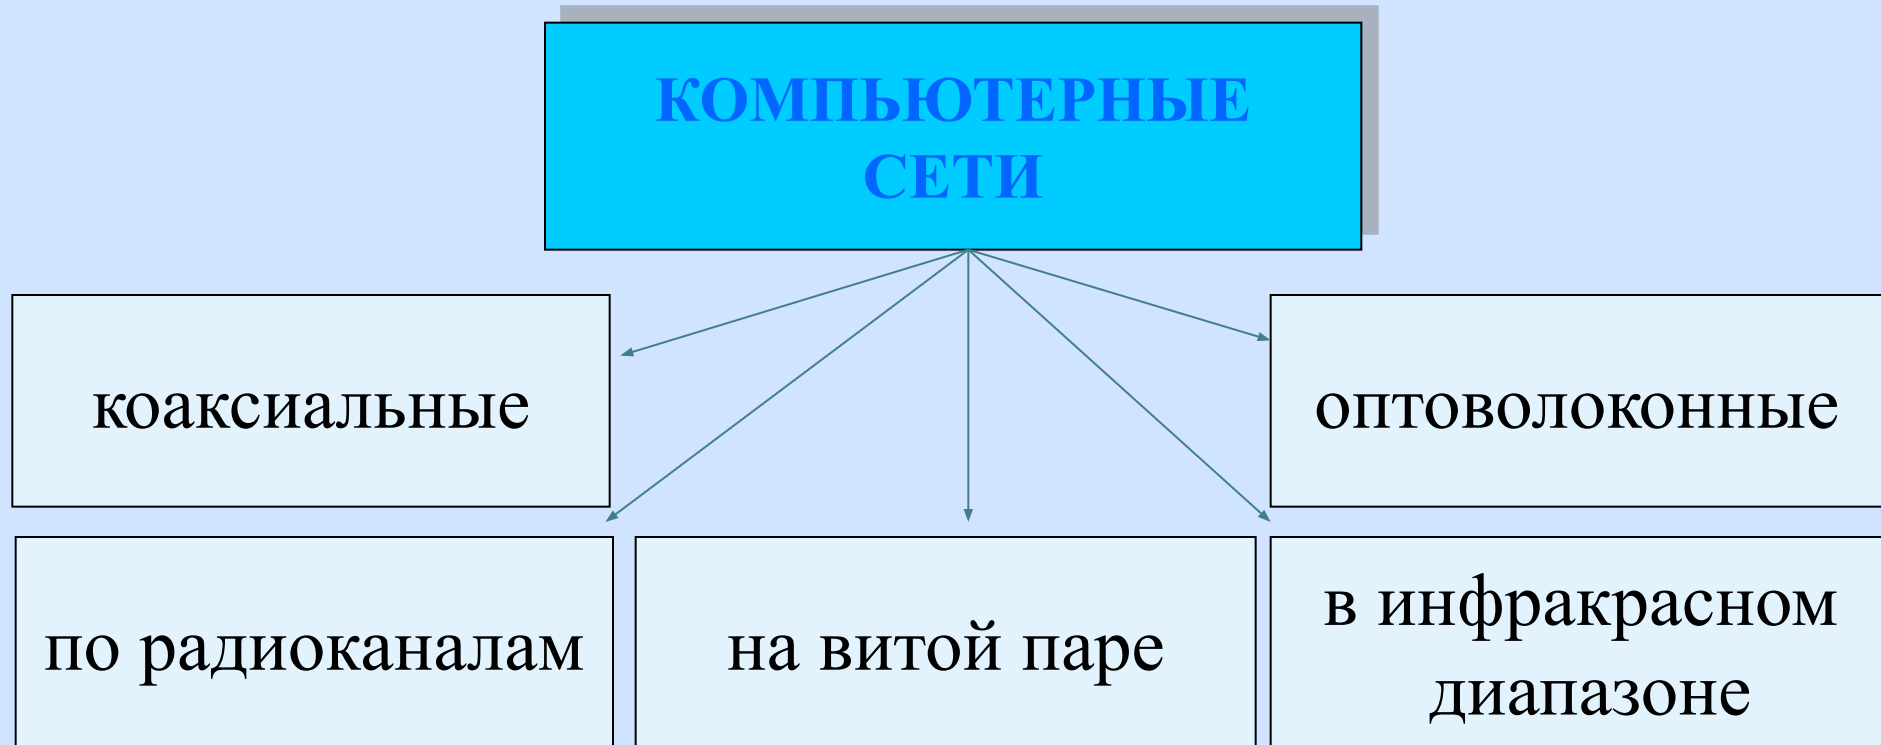 КОМПЬЮТЕРНЫЕ
СЕТИ
коаксиальные
оптоволоконные
по радиоканалам
на витой паре
в инфракрасном
диапазоне